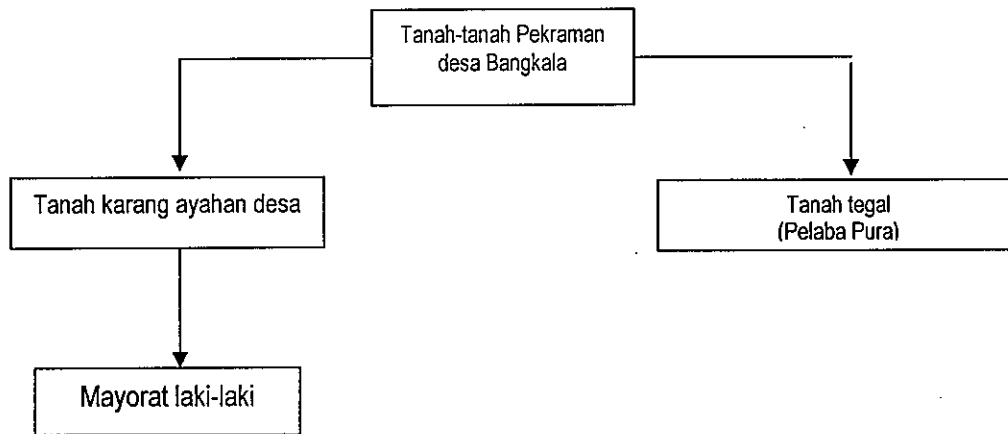 Tanah-tanah Pekraman
desa Bangkala
Tanah karang ayahan desa
Tanah tegal
(Pelaba Pura)
Mayorat laki-laki